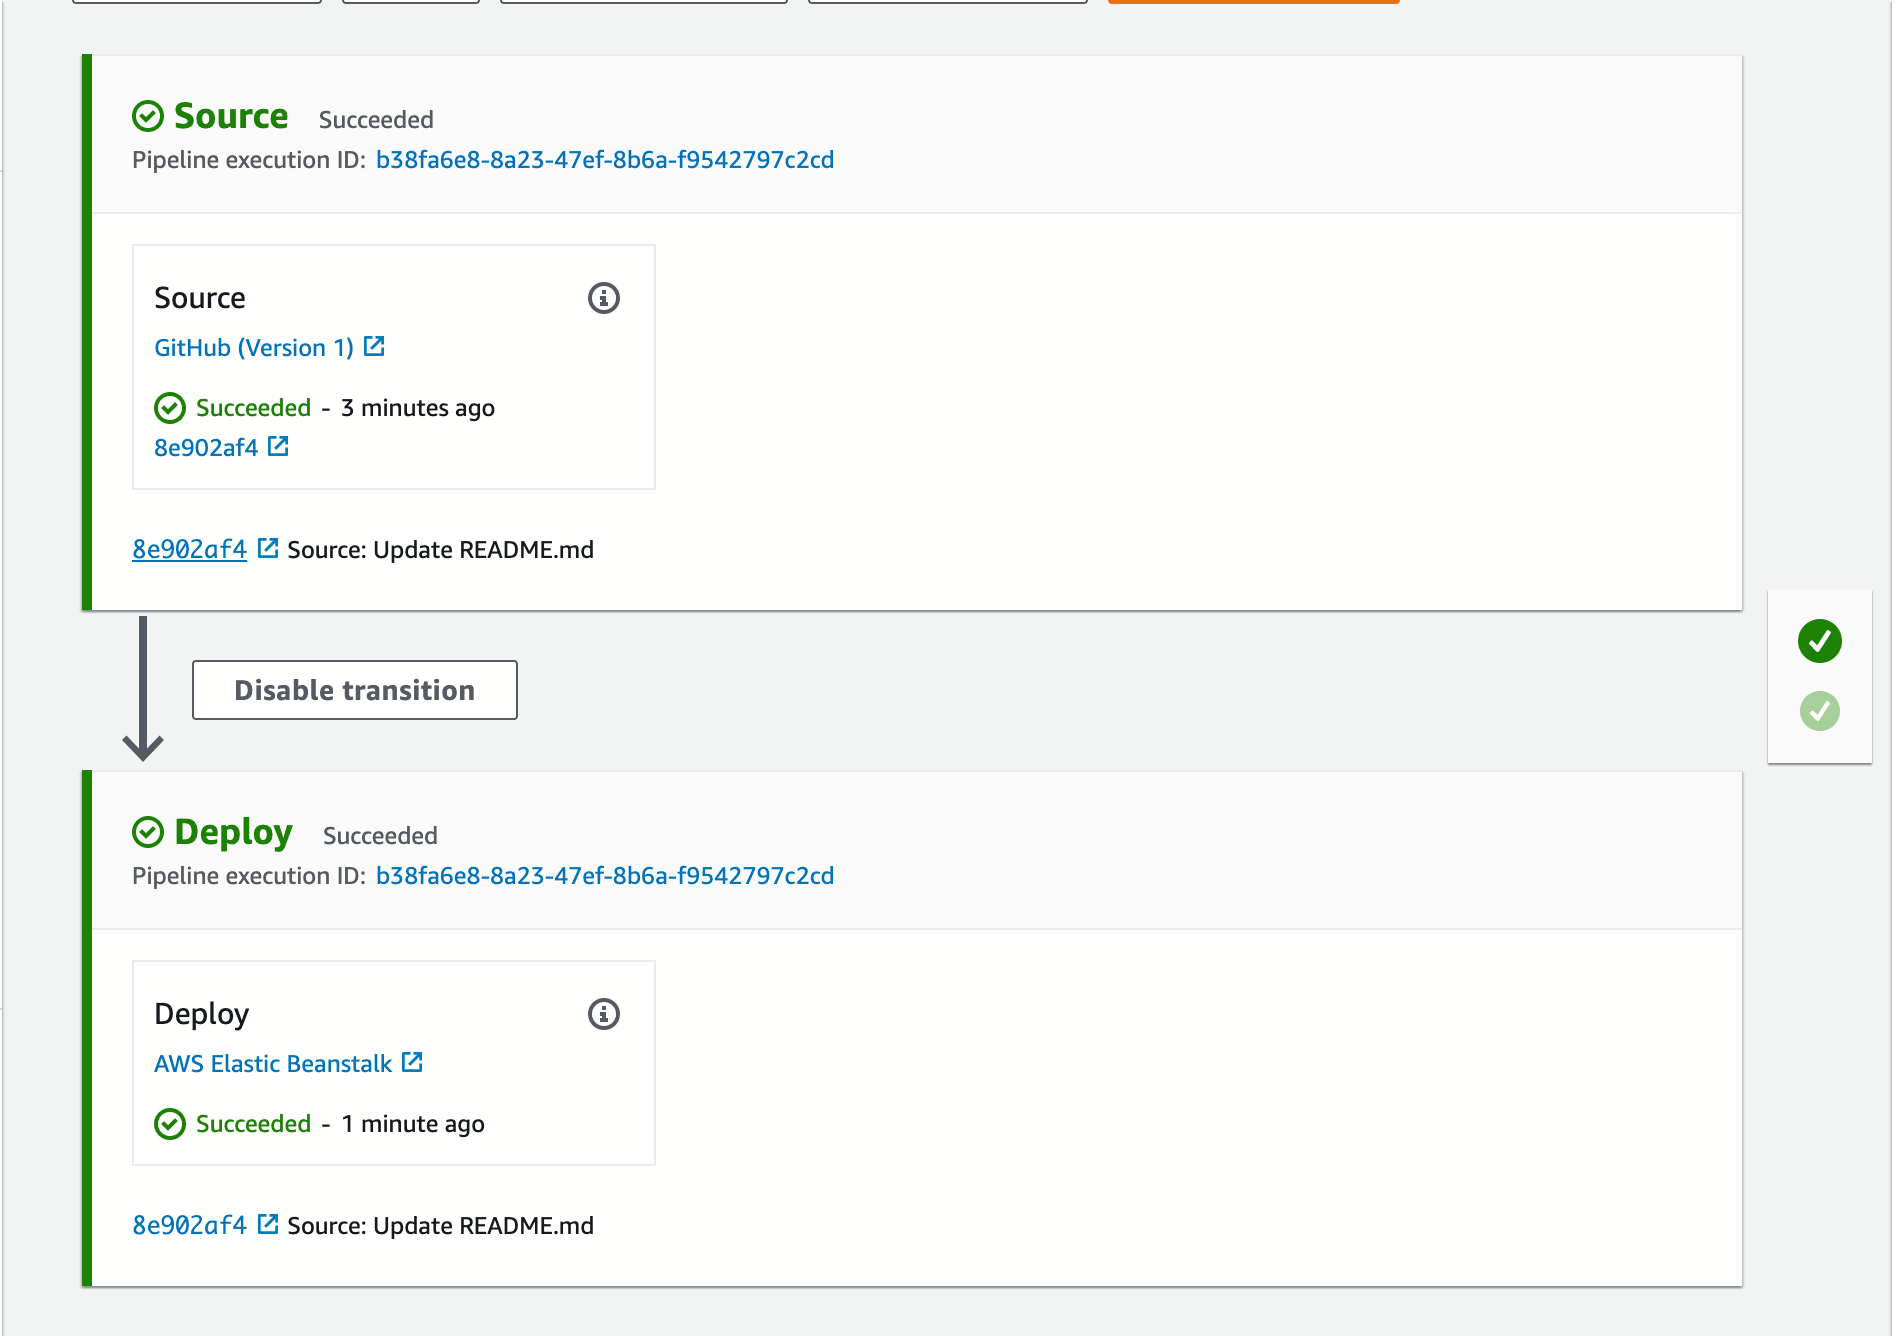 Source Succeeded
Pipeline execution ID: b38fa6e8-8a23-47ef-8b6a-f9542797c2cd
Source
GitHub (Version 1)
Succeeded - 3 minutes ago
8e902af4
8e902af4 Source: Update README.md
Disable transition
Deploy Succeeded
Pipeline execution ID: b38fa6e8-8a23-47ef-8b6a-f9542797c2cd
Deploy
AWS Elastic Beanstalk
Succeeded - 1 minute ago
8e902af4 Source: Update README.md